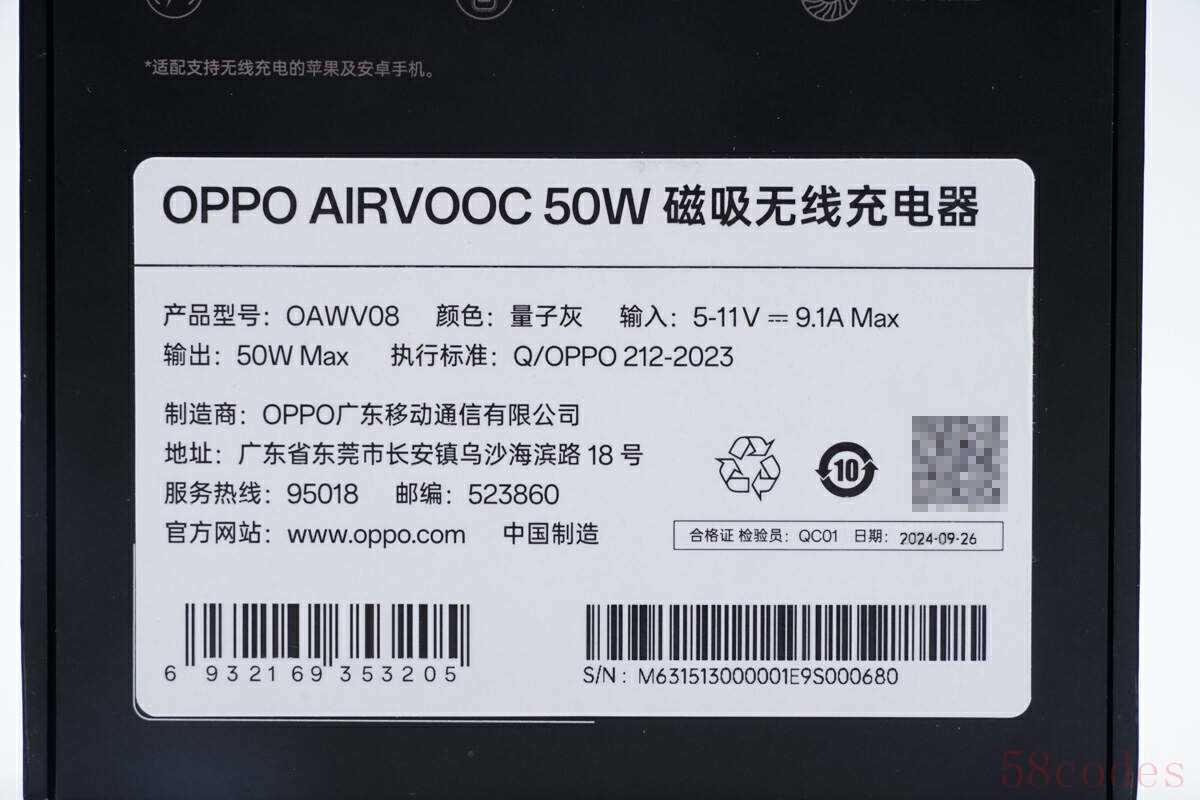 *适配支持无线充电的苹果及安卓手机。
OPPO AIRVOOC 50W 磁吸无线充电器
产品型号：OAWV08 颜色：量子灰 输入：5-11V ⎓ 9.1A Max
输出：50W Max 执行标准：Q/OPPO 212-2023
制造商：OPPO广东移动通信有限公司
地址：广东省东莞市长安镇乌沙海滨路 18 号
服务热线：95018 邮编：523860
官方网站：www.oppo.com 中国制造
10
合格证 检验员：QC01 日期：2024-09-26
6 932169 353205
S/N：M631513000001E9S000680
58codes